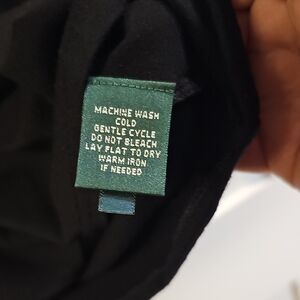 MACHINE WASH
COLD
GENTLE CYCLE
DO NOT BLEACH
LAY FLAT TO DRY
WARM IRON
IF NEEDED